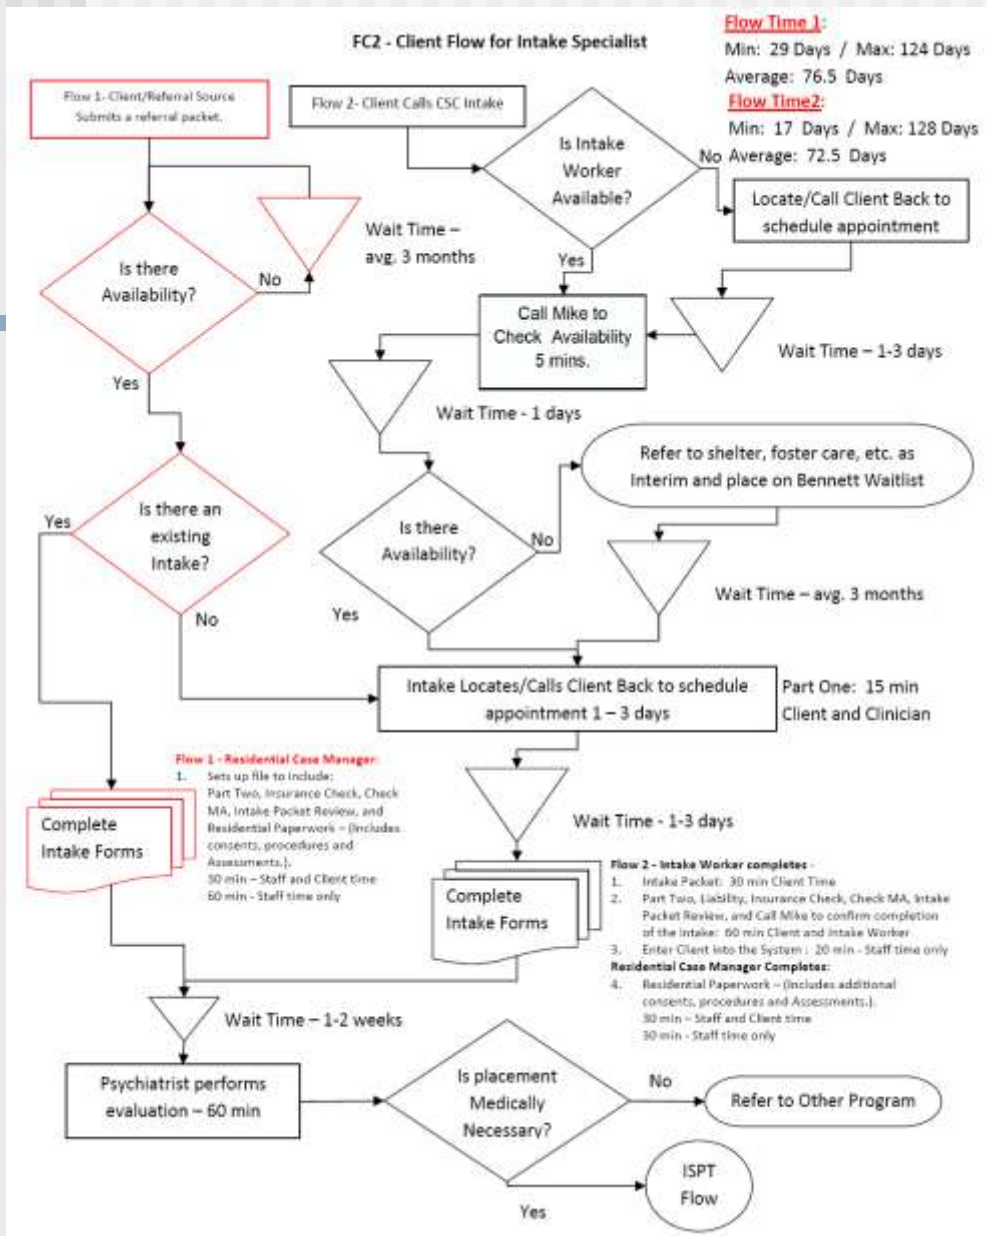 FC2 - Client Flow for Intake Specialist
Flow Time 1:
Min: 29 Days / Max: 124 Days
Average: 76.5 Days
Flow Time2:
Min: 17 Days / Max: 128 Days
Average: 72.5 Days
Flow 1- Client/Referral Source
Submits a referral packet.
Flow 2- Client Calls CSC Intake
Is Intake
Worker
Available?
No
Locate/Call Client Back to
schedule appointment
Wait Time –
avg. 3 months
Is there
Availability?
No
Yes
Yes
Call Mike to
Check Availability
5 mins.
Wait Time – 1-3 days
Wait Time - 1 days
Refer to shelter, foster care, etc. as
Interim and place on Bennett Waitlist
Is there an
existing
Intake?
Yes
No
Is there
Availability?
No
Yes
Wait Time – avg. 3 months
Intake Locates/Calls Client Back to schedule
appointment 1 – 3 days
Part One: 15 min
Client and Clinician
Flow 1 - Residential Case Manager:
1. Sets up file to include:
Part Two, Insurance Check, Check
MA, Intake Packet Review, and
Residential Paperwork – (Includes
consents, procedures and
Assessments.).
30 min – Staff and Client time
60 min - Staff time only
Complete
Intake Forms
Wait Time - 1-3 days
Complete
Intake Forms
Flow 2 - Intake Worker completes -
1. Intake Packet: 30 min Client Time
2. Part Two, Liability, Insurance Check, Check MA, Intake
Packet Review, and Call Mike to confirm completion
of the Intake: 60 min Client and Intake Worker
3. Enter Client into the System : 20 min - Staff time only
Residential Case Manager Completes:
4. Residential Paperwork – (Includes additional
consents, procedures and Assessments.).
30 min – Staff and Client time
30 min - Staff time only
Wait Time – 1-2 weeks
Psychiatrist performs
evaluation – 60 min
Is placement
Medically
Necessary?
No
Refer to Other Program
Yes
ISPT
Flow